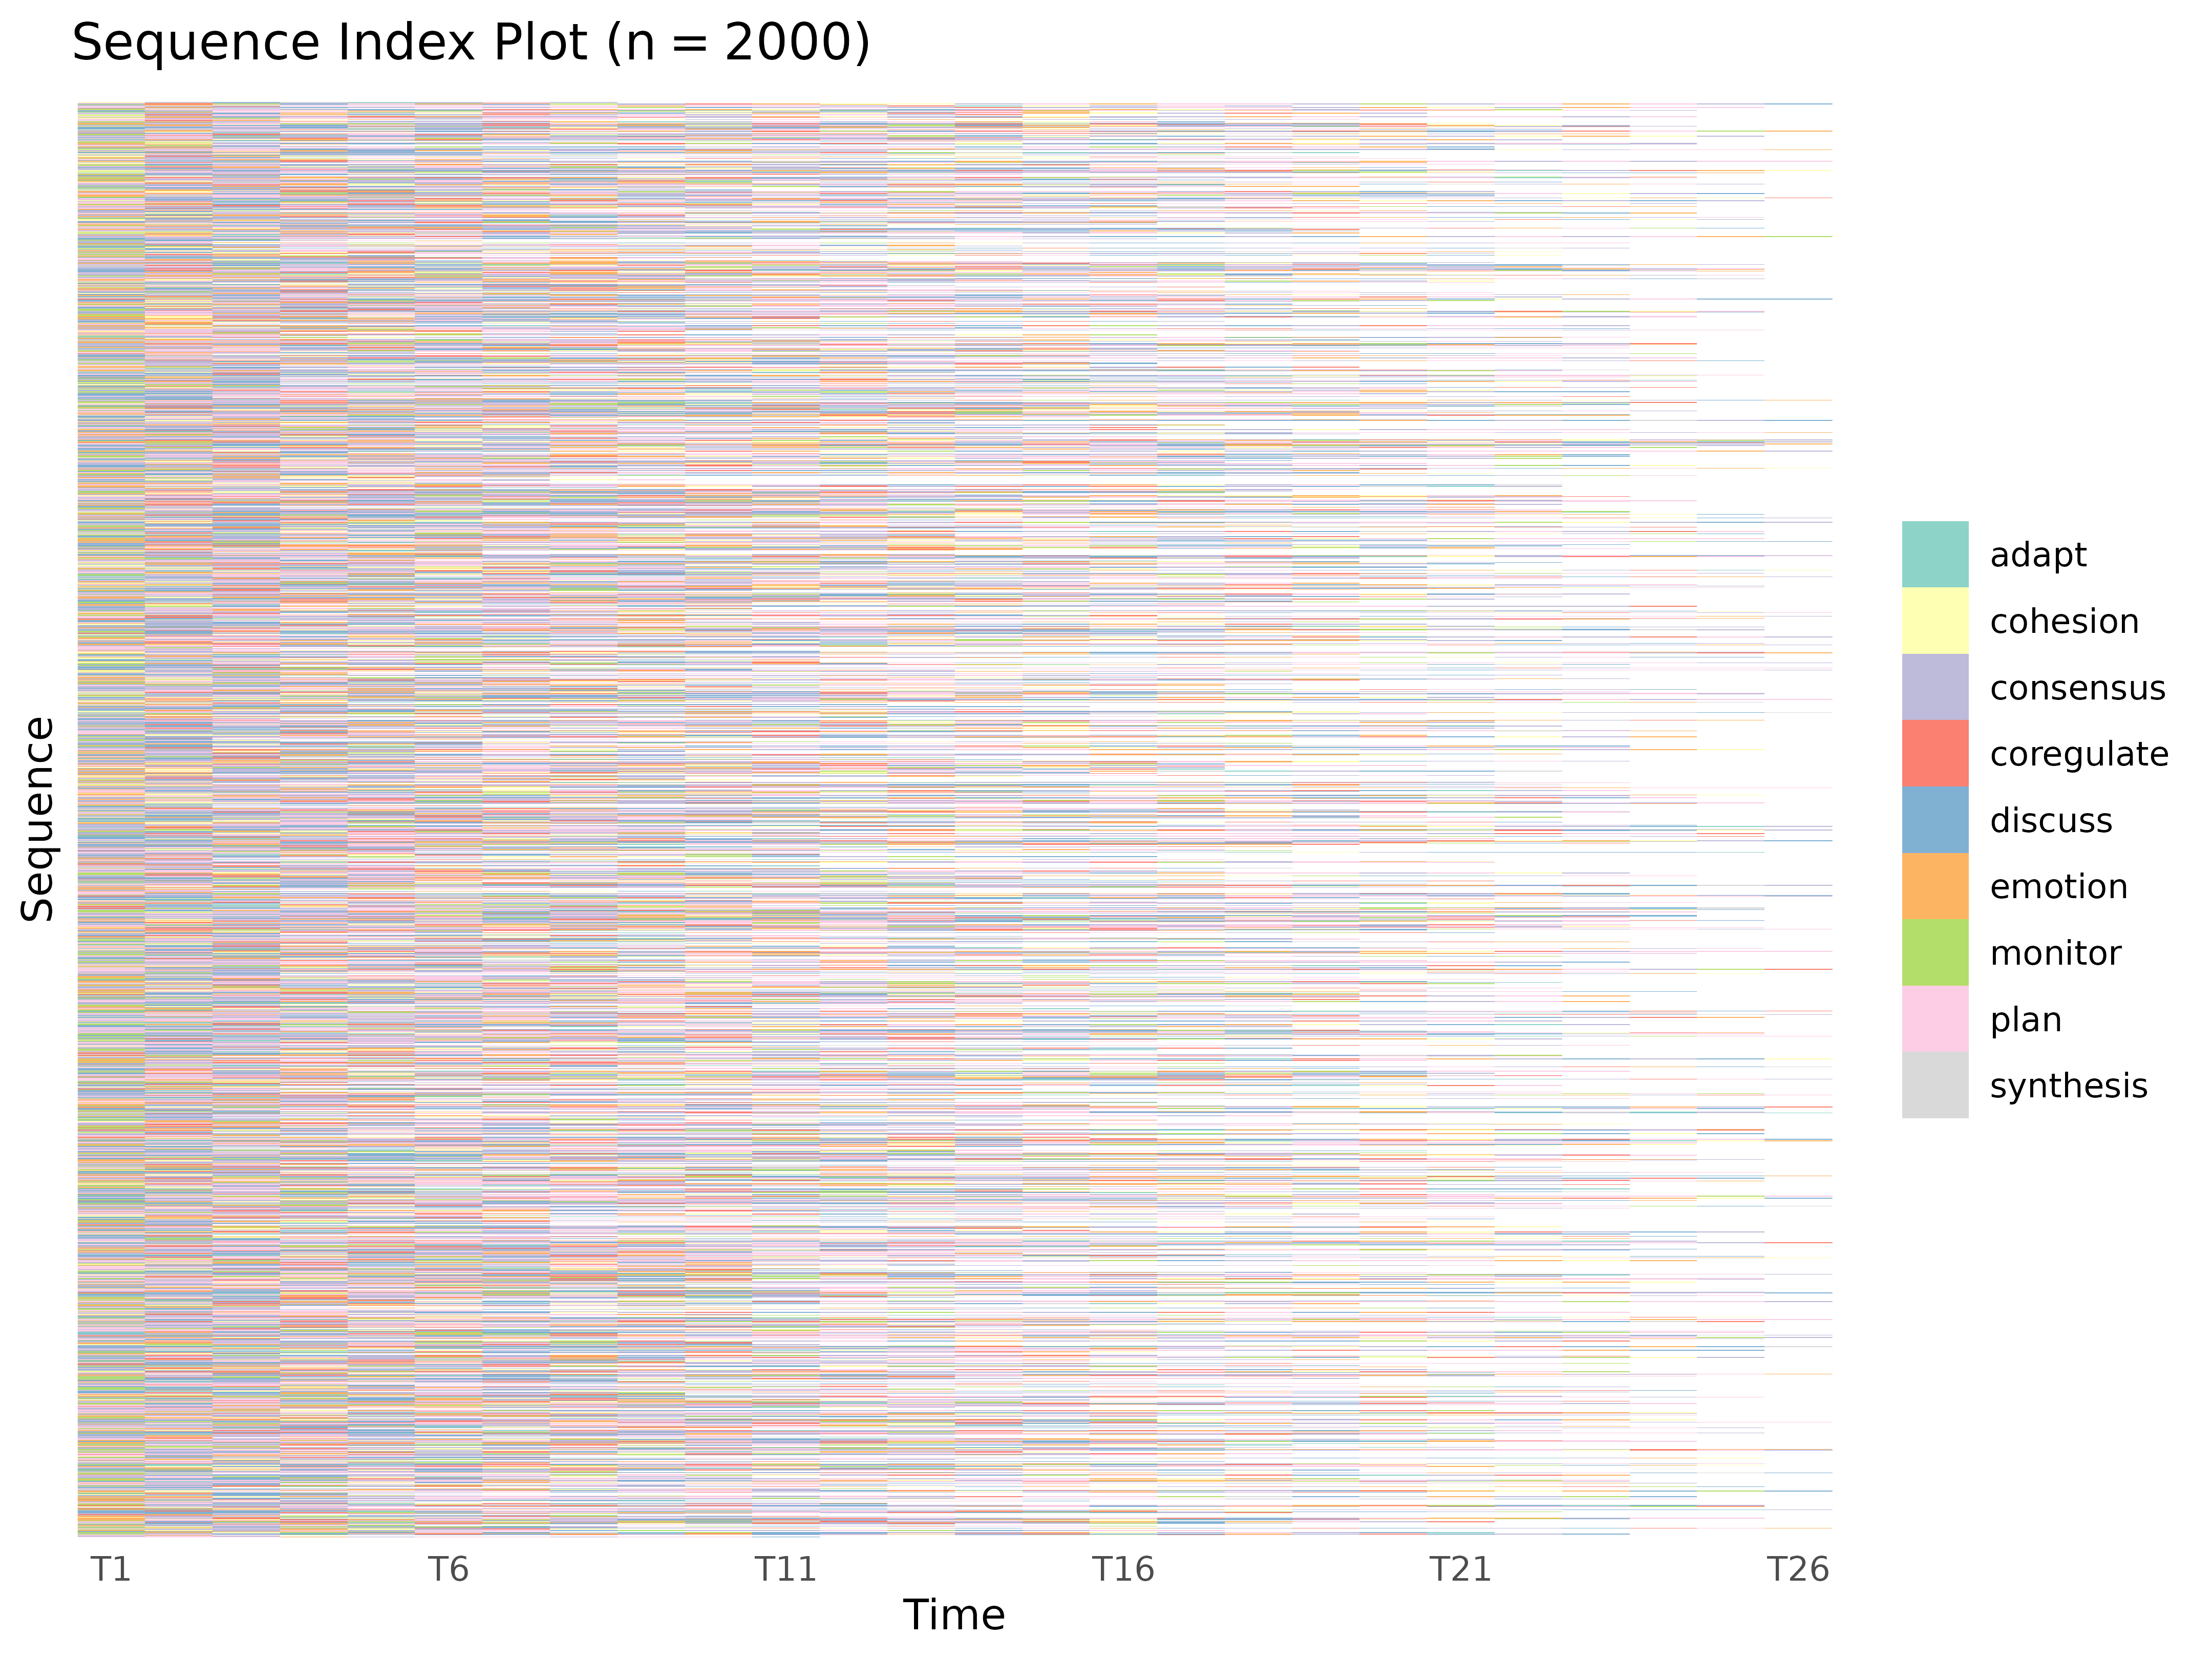 Sequence Index Plot (n = 2000)
Sequence
adapt
cohesion
consensus
coregulate
discuss
emotion
monitor
plan
synthesis
T1 T6 T11 T16 T21 T26
Time